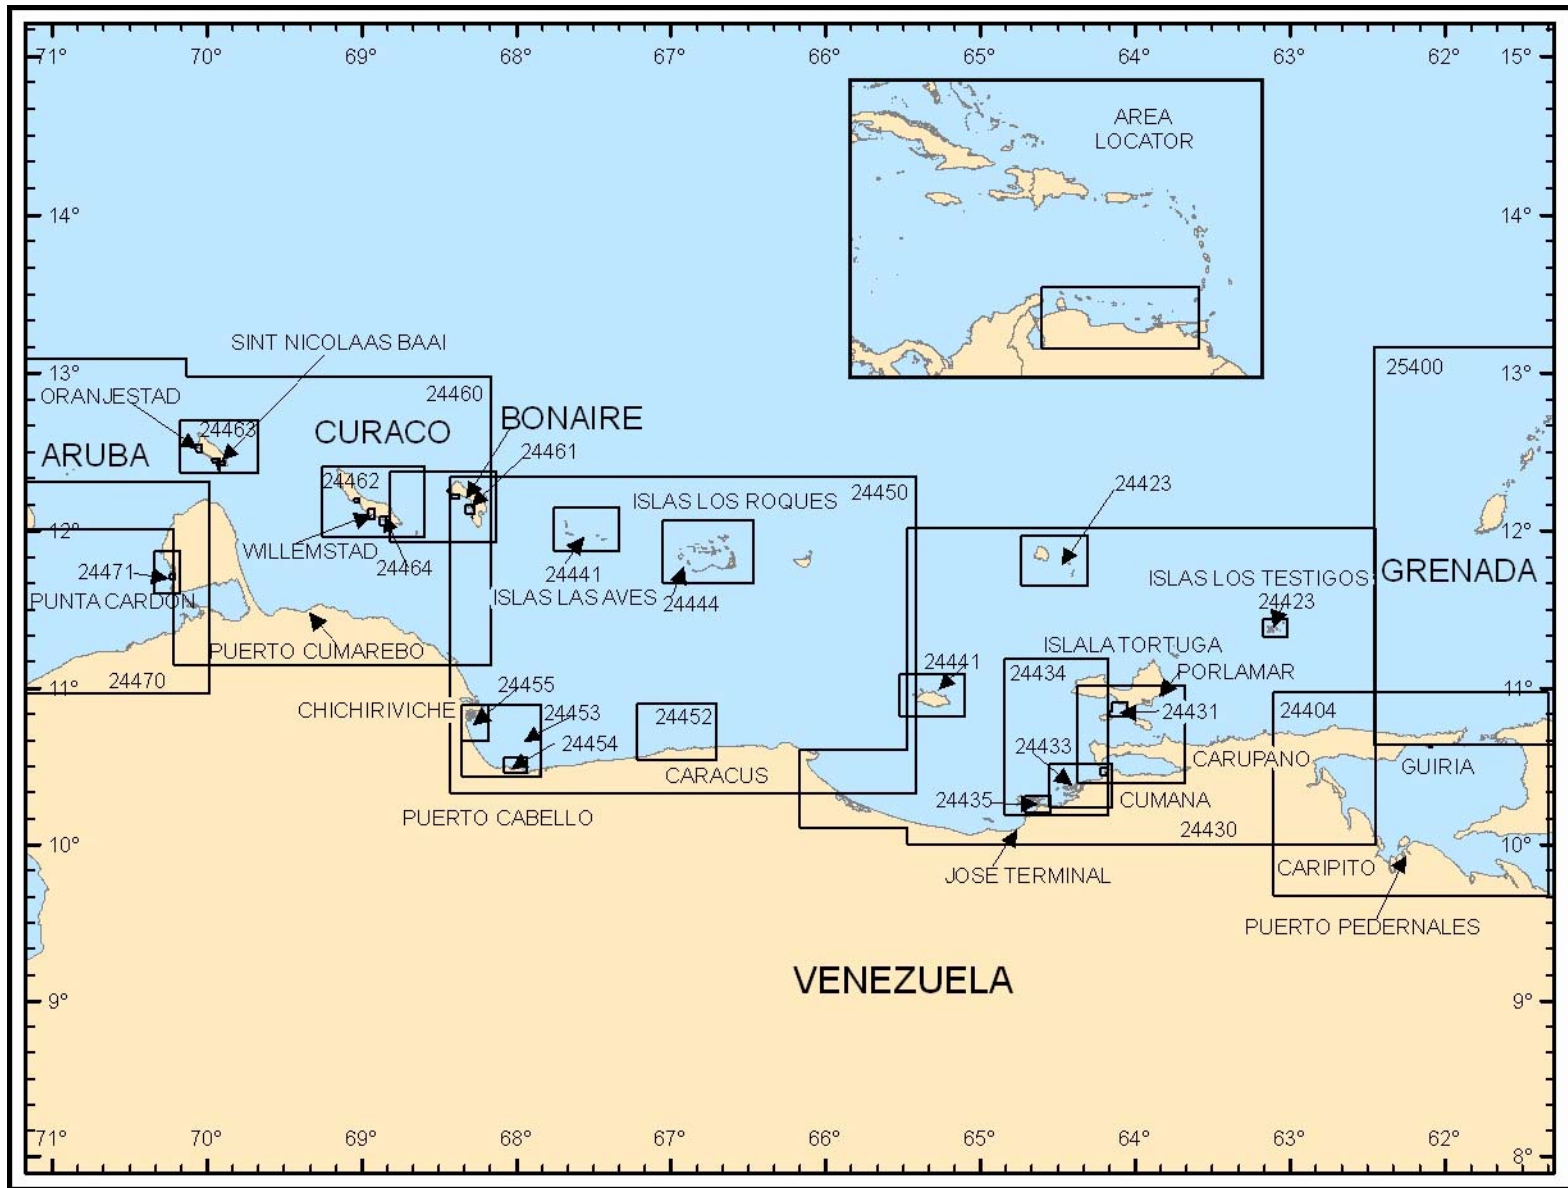 71° 70° 69° 68° 67° 66° 65° 64° 63° 62° 15°
AREA
LOCATOR
14° 14°
SINT NICOLAAS BAAI
13° 13°
25400
ORANJESTAD
24460
24463
CURACO
BONAIRE
ARUBA
24461
24462
24450
ISLAS LOS ROQUES
24423
12° 12°
WILLEMSTAD
24464
24471
24441
ISLAS LAS AVES
24444
ISLAS LOS TESTIGOS
GRENADA
24423
PUNTA CARDON
PUERTO CUMAREBO
ISLALA TORTUGA
24441
24434
PORLAMAR
24470
11° 11°
24455
CHICHIRIVICHE
24453
24452
24431
24404
24454
24433
CARUPANO
GUIRIA
CARACUS
24435
CUMANA
PUERTO CABELLO
24430
10° 10°
JOSE TERMINAL
CARIPITO
PUERTO PEDERNALES
VENEZUELA
9° 9°
71° 70° 69° 68° 67° 66° 65° 64° 63° 62° 8°